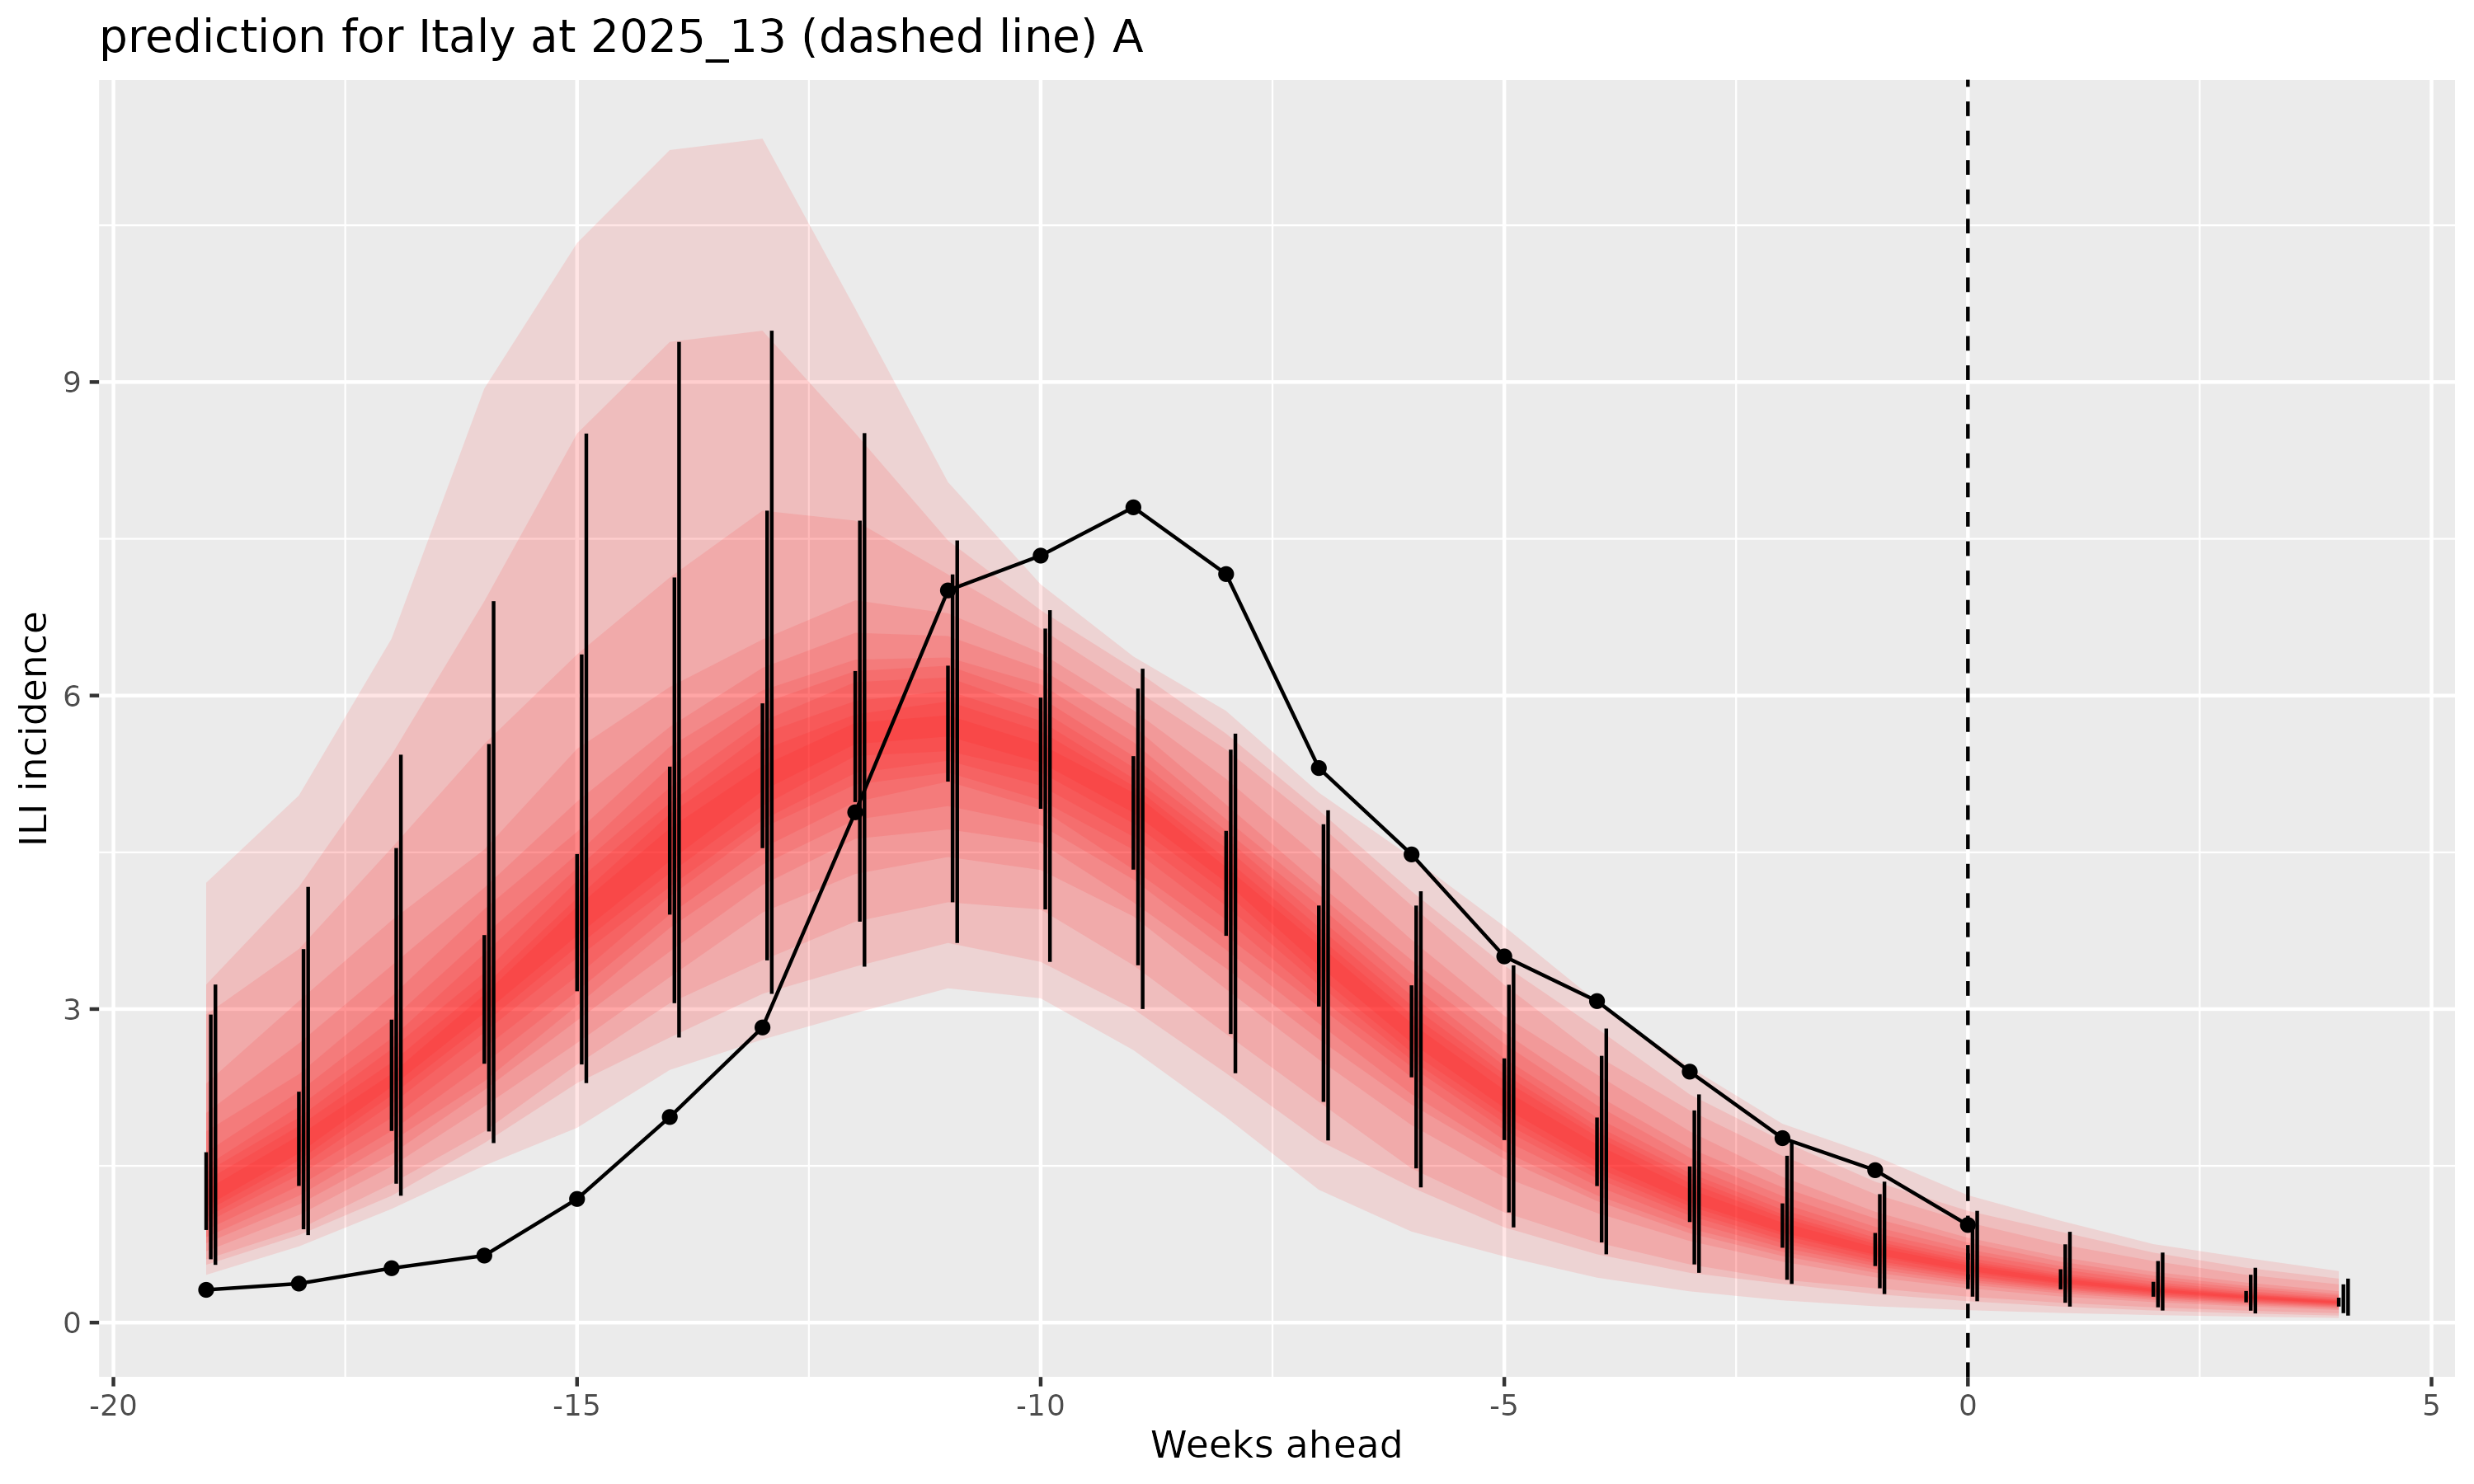 prediction for Italy at 2025_13 (dashed line) A
ILI incidence
9
6
3
0
-20 -15 -10 -5 0 5
Weeks ahead